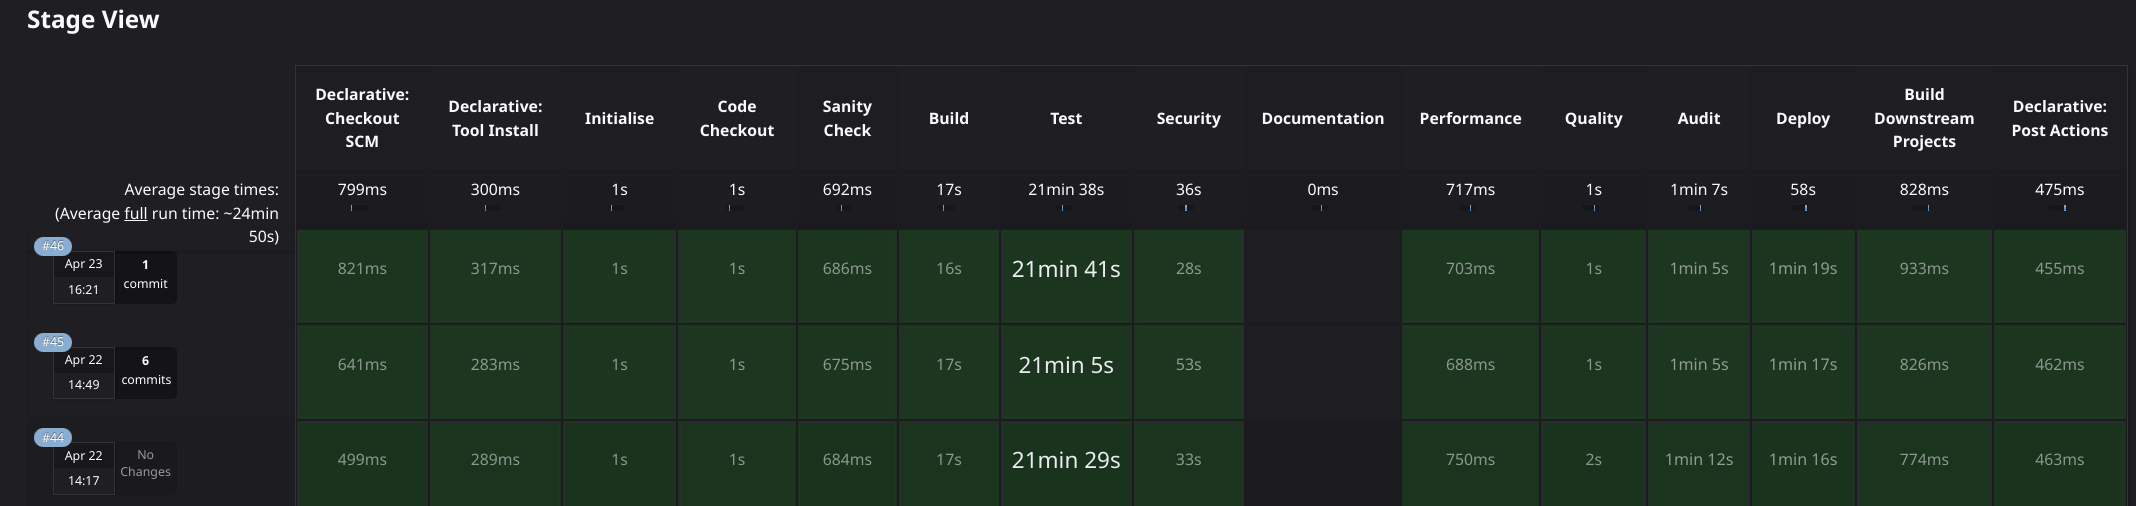 Stage View
Declarative:
Checkout
SCM
Declarative:
Tool Install
Initialise
Code
Checkout
Sanity
Check
Build
Test
Security
Documentation
Performance
Quality
Audit
Deploy
Build
Downstream
Projects
Declarative:
Post Actions
Average stage times:
(Average full run time: ~24min
50s)
799ms
300ms
1s
1s
692ms
17s
21min 38s
36s
0ms
717ms
1s
1min 7s
58s
828ms
475ms
#46
Apr 23
16:21
1
commit
821ms
317ms
1s
1s
686ms
16s
21min 41s
28s
703ms
1s
1min 5s
1min 19s
933ms
455ms
#45
Apr 22
14:49
6
commits
641ms
283ms
1s
1s
675ms
17s
21min 5s
53s
688ms
1s
1min 5s
1min 17s
826ms
462ms
#44
Apr 22
14:17
No
Changes
499ms
289ms
1s
1s
684ms
17s
21min 29s
33s
750ms
2s
1min 12s
1min 16s
774ms
463ms